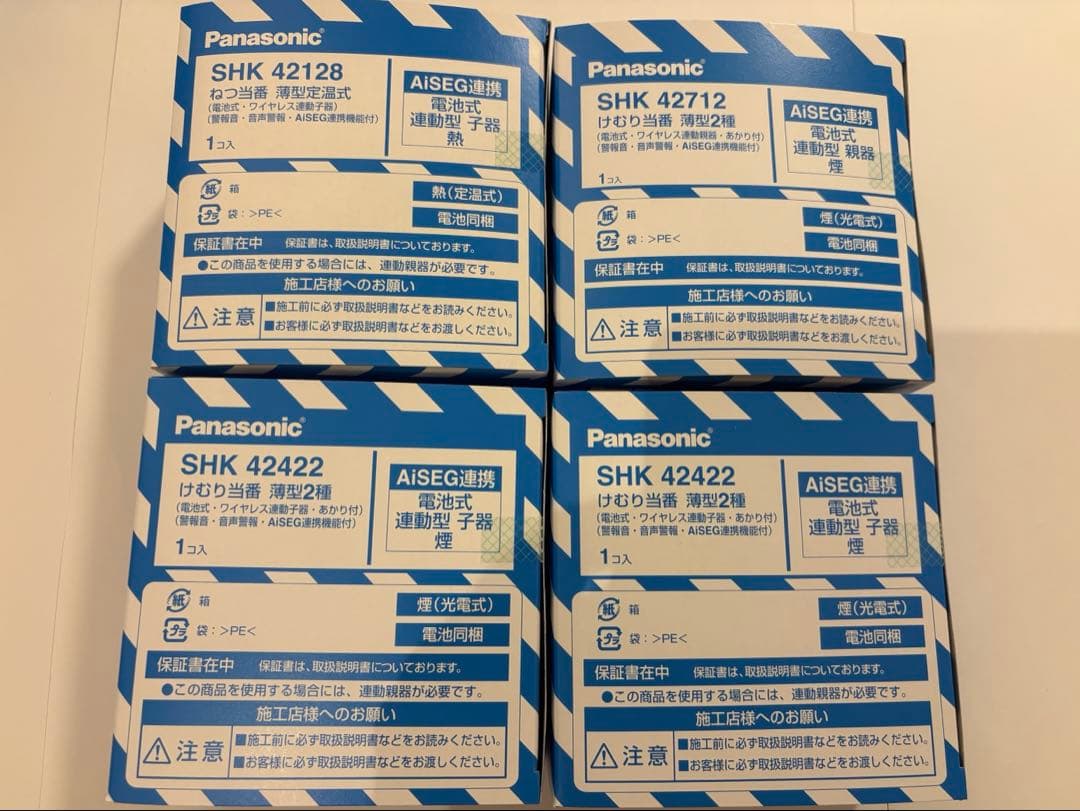 Panasonic
SHK 42128
ねつ当番 薄型定温式
(電池式・ワイヤレス連動子器)
(警報音・音声警報・AiSEG連携機能付)
1コ入
AiSEG連携
電池式
連動型 子器
熱
紙 箱
プラ 袋:>PE<
熱(定温式)
電池同梱
保証書在中 保証書は、取扱説明書についております。
●この商品を使用する場合には、連動親器が必要です。
施工店様へのお願い
注意
■施工前に必ず取扱説明書などをお読みください。
■お客様に必ず取扱説明書などをお渡しください。
Panasonic
SHK 42712
けむり当番 薄型2種
(電池式・ワイヤレス連動親器・あかり付)
(警報音・音声警報・AiSEG連携機能付)
1コ入
AiSEG連携
電池式
連動型 親器
煙
紙 箱
プラ 袋:>PE<
煙(光電式)
電池同梱
保証書在中 保証書は、取扱説明書についております。
施工店様へのお願い
注意
■施工前に必ず取扱説明書などをお読みください。
■お客様に必ず取扱説明書などをお渡しください。
Panasonic
SHK 42422
けむり当番 薄型2種
(電池式・ワイヤレス連動子器・あかり付)
(警報音・音声警報・AiSEG連携機能付)
1コ入
AiSEG連携
電池式
連動型 子器
煙
紙 箱
プラ 袋:>PE<
煙(光電式)
電池同梱
保証書在中 保証書は、取扱説明書についております。
●この商品を使用する場合には、連動親器が必要です。
施工店様へのお願い
注意
■施工前に必ず取扱説明書などをお読みください。
■お客様に必ず取扱説明書などをお渡しください。
Panasonic
SHK 42422
けむり当番 薄型2種
(電池式・ワイヤレス連動子器・あかり付)
(警報音・音声警報・AiSEG連携機能付)
1コ入
AiSEG連携
電池式
連動型 子器
煙
紙 箱
プラ 袋:>PE<
煙(光電式)
電池同梱
保証書在中 保証書は、取扱説明書についております。
●この商品を使用する場合には、連動親器が必要です。
施工店様へのお願い
注意
■施工前に必ず取扱説明書などをお読みください。
■お客様に必ず取扱説明書などをお渡しください。